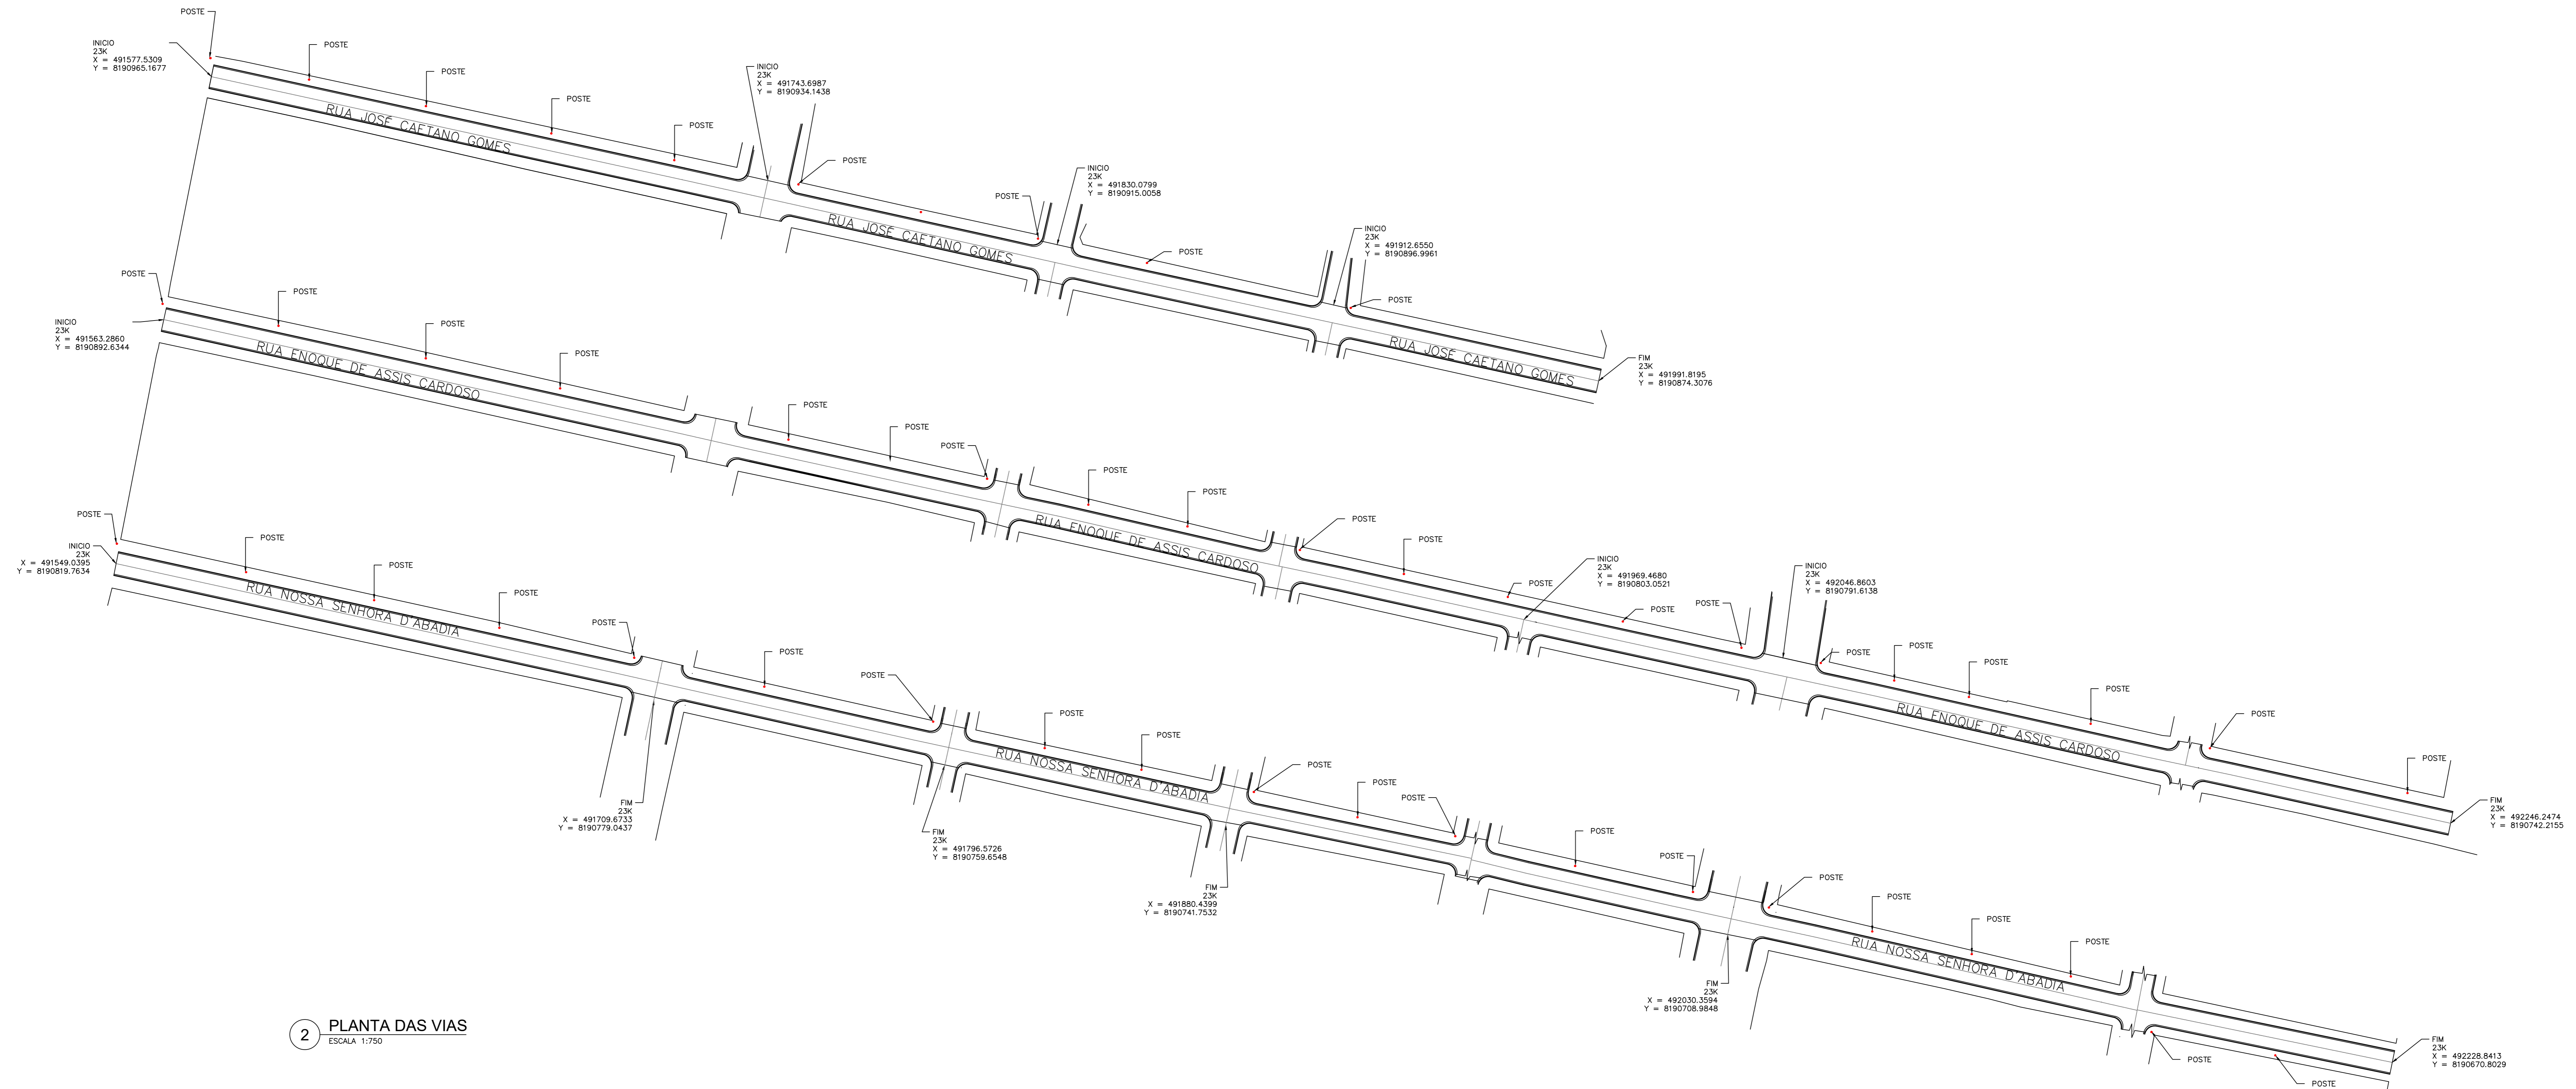 POSTE
INICIO
23K
X = 491577.5309
Y = 8190965.1677
POSTE
POSTE
POSTE
POSTE
RUA JOSÉ CAETANO GOMES
INICIO
23K
X = 491743.6987
Y = 8190934.1438
POSTE
POSTE
RUA JOSÉ CAETANO GOMES
INICIO
23K
X = 491830.0799
Y = 8190915.0058
POSTE
INICIO
23K
X = 491912.6550
Y = 8190896.9961
POSTE
RUA JOSÉ CAETANO GOMES
FIM
23K
X = 491991.8195
Y = 8190874.3076
POSTE
INICIO
23K
X = 491563.2860
Y = 8190892.6344
POSTE
POSTE
POSTE
RUA ENOQUE DE ASSIS CARDOSO
POSTE
POSTE
POSTE
POSTE
POSTE
RUA ENOQUE DE ASSIS CARDOSO
POSTE
POSTE
POSTE
INICIO
23K
X = 491969.4680
Y = 8190803.0521
POSTE
POSTE
INICIO
23K
X = 492046.8603
Y = 8190791.6138
POSTE
POSTE
POSTE
POSTE
RUA ENOQUE DE ASSIS CARDOSO
POSTE
POSTE
FIM
23K
X = 492246.2474
Y = 8190742.2155
POSTE
INICIO
23K
X = 491549.0395
Y = 8190819.7634
POSTE
POSTE
POSTE
POSTE
RUA NOSSA SENHORA D'ABADIA
FIM
23K
X = 491709.6733
Y = 8190779.0437
POSTE
POSTE
FIM
23K
X = 491796.5726
Y = 8190759.6548
POSTE
POSTE
RUA NOSSA SENHORA D'ABADIA
FIM
23K
X = 491880.4399
Y = 8190741.7532
POSTE
POSTE
POSTE
POSTE
POSTE
FIM
23K
X = 492030.3594
Y = 8190708.9848
POSTE
POSTE
POSTE
POSTE
RUA NOSSA SENHORA D'ABADIA
POSTE
POSTE
FIM
23K
X = 492228.8413
Y = 8190670.8029
2
PLANTA DAS VIAS
ESCALA 1:750